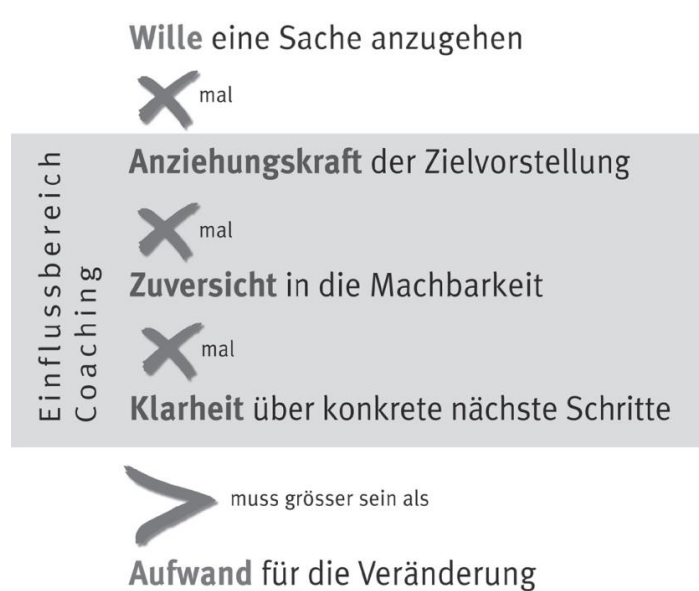 Wille eine Sache anzugehen
mal
Einflussbereich
Coaching
Anziehungskraft der Zielvorstellung
mal
Zuversicht in die Machbarkeit
mal
Klarheit über konkrete nächste Schritte
muss grösser sein als
Aufwand für die Veränderung